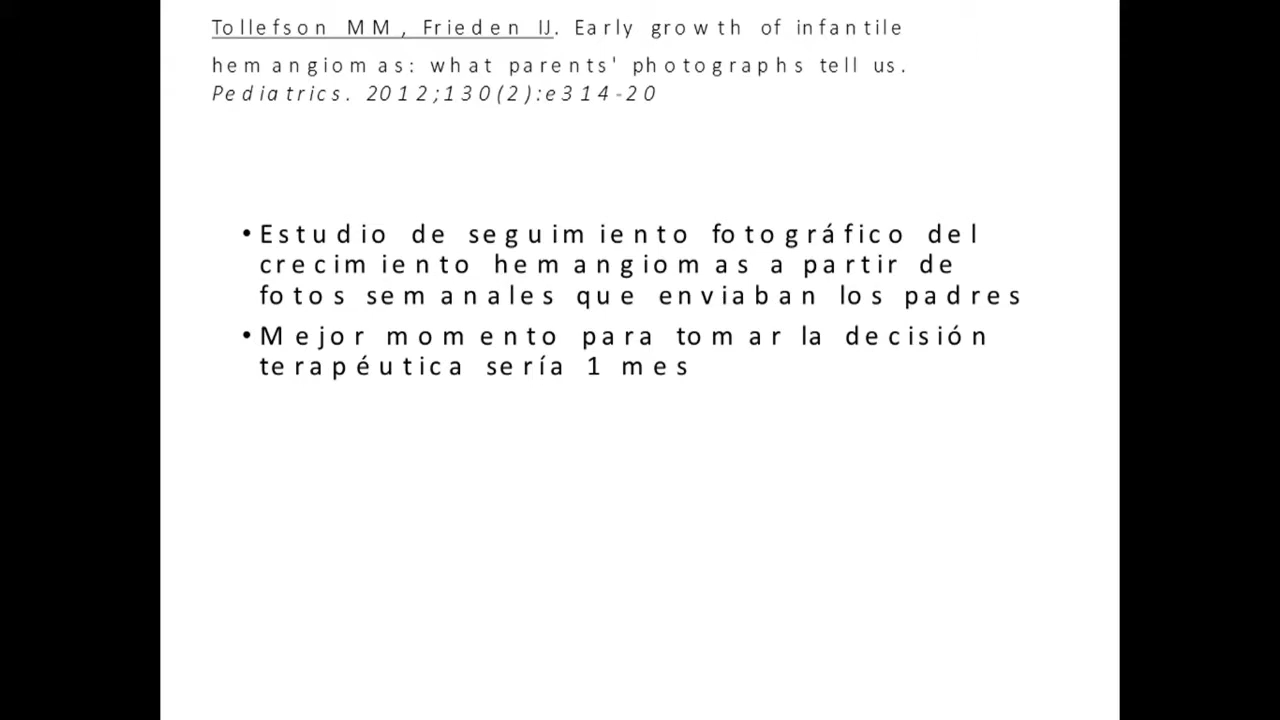 Tollefson MM, Frieden IJ. Early growth of infantile
hemangiomas: what parents' photographs tell us.
Pediatrics. 2012;130(2):e314-20
• Estudio de seguimiento fotográfico del
crecimiento hemangiomas a partir de
fotos semanales que enviaban los padres
• Mejor momento para tomar la decisión
terapéutica sería 1 mes